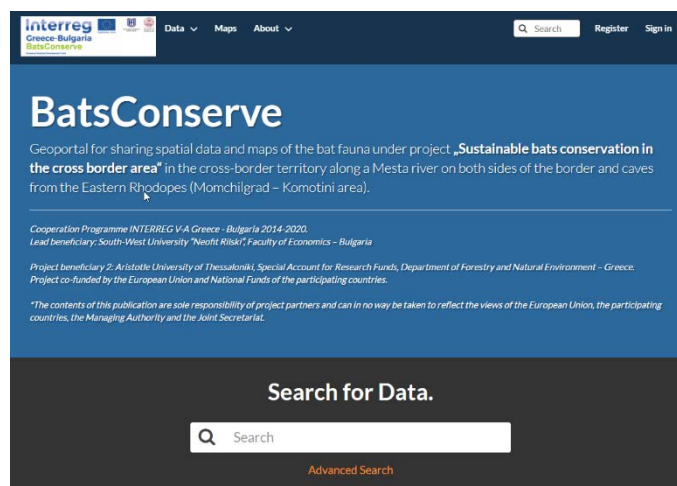 Interreg
Greece-Bulgaria
BatsConserve
Data
Maps
About
Search
Register
Sign in
BatsConserve
Geoportal for sharing spatial data and maps of the bat fauna under project „Sustainable bats conservation in
the cross border area“ in the cross-border territory along a Mesta river on both sides of the border and caves
from the Eastern Rhodopes (Momchilgrad – Komotini area).
Cooperation Programme INTERREG V-A Greece - Bulgaria 2014-2020.
Lead beneficiary: South-West University "Neofit Rilski", Faculty of Economics – Bulgaria
Project beneficiary 2: Aristotle University of Thessaloniki, Special Account for Research Funds, Department of Forestry and Natural Environment – Greece.
Project co-funded by the European Union and National Funds of the participating countries.
*The contents of this publication are sole responsibility of project partners and can in no way be taken to reflect the views of the European Union, the participating
countries, the Managing Authority and the Joint Secretariat.
Search for Data.
Search
Advanced Search